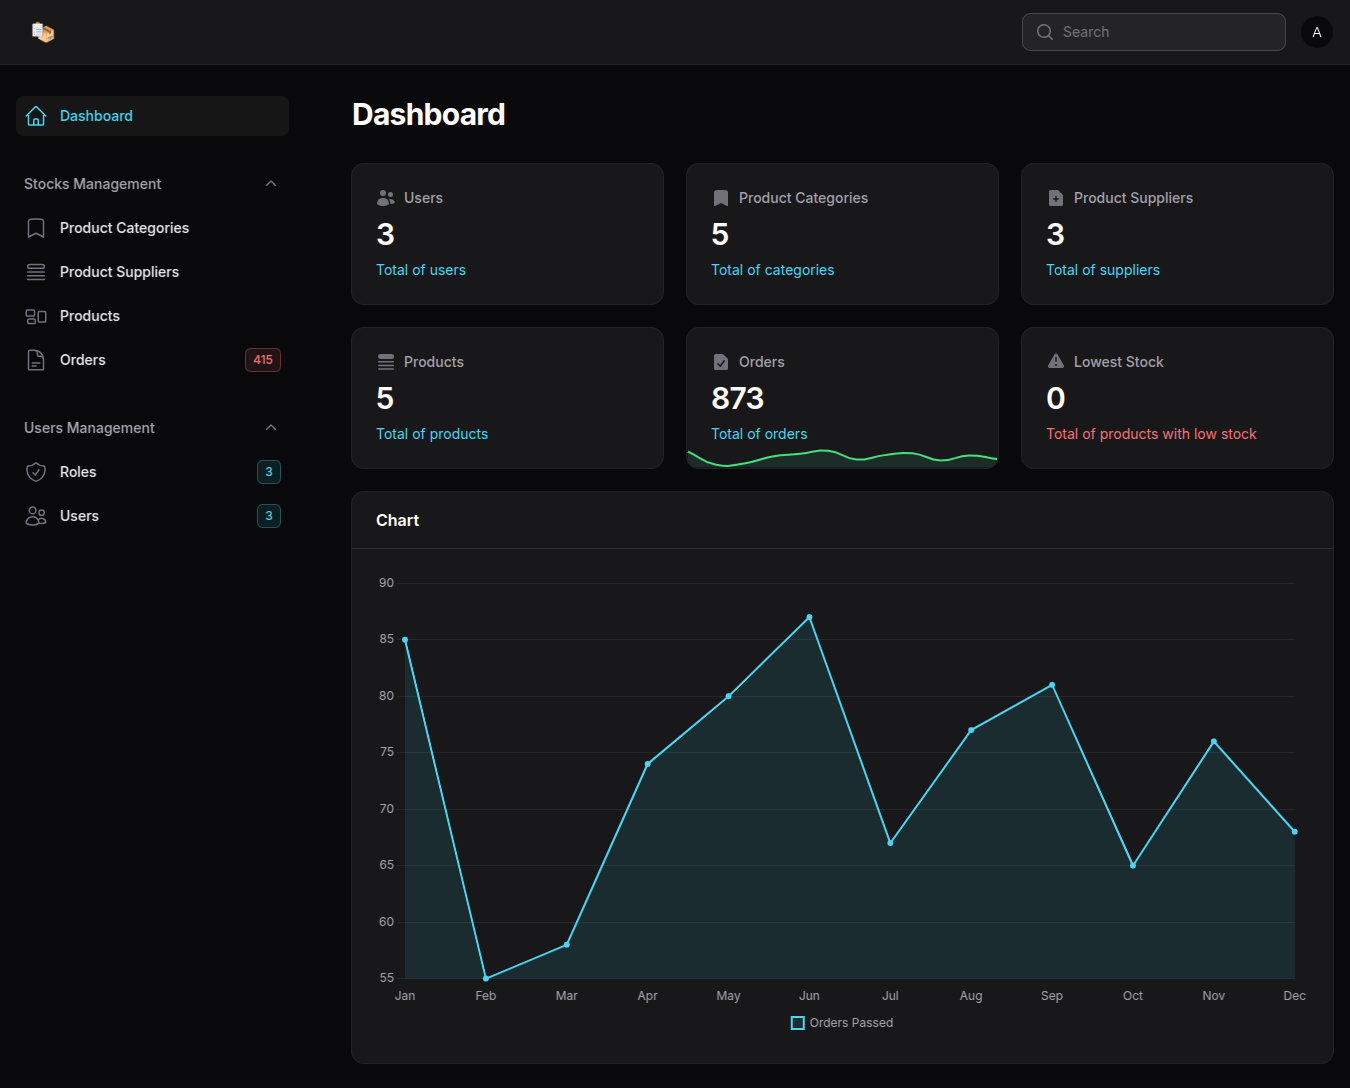 Search
A
Dashboard
Stocks Management
Product Categories
Product Suppliers
Products
Orders 415
Users Management
Roles 3
Users 3
Dashboard
Users
3
Total of users
Product Categories
5
Total of categories
Product Suppliers
3
Total of suppliers
Products
5
Total of products
Orders
873
Total of orders
Lowest Stock
0
Total of products with low stock
Chart
90
85
80
75
70
65
60
55
Jan Feb Mar Apr May Jun Jul Aug Sep Oct Nov Dec
Orders Passed